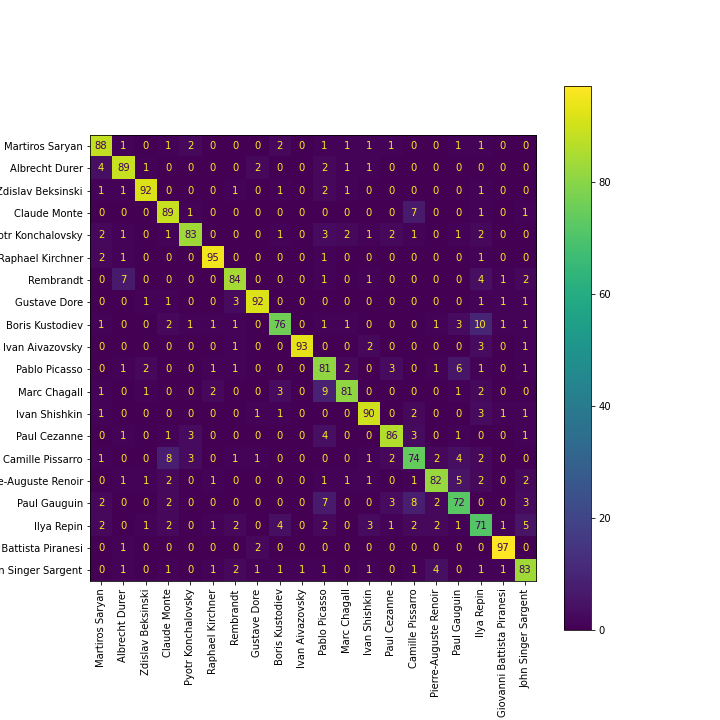 Martiros Saryan 88 1 0 1 2 0 0 0 2 0 1 1 1 1 0 0 1 1 0 0
Albrecht Durer 4 89 1 0 0 0 0 2 0 0 2 1 1 0 0 0 0 0 0 0
Zdislav Beksinski 1 1 92 0 0 0 1 0 1 0 2 1 0 0 0 0 0 1 0 0
Claude Monte 0 0 0 89 1 0 0 0 0 0 0 0 0 0 7 0 0 1 0 1
otr Konchalovsky 2 1 0 1 83 0 0 0 1 0 3 2 1 2 1 0 1 2 0 0
Raphael Kirchner 2 1 0 0 0 95 0 0 0 0 1 0 0 0 0 0 0 1 0 0
Rembrandt 0 7 0 0 0 0 84 0 0 0 1 0 1 0 0 0 0 4 1 2
Gustave Dore 0 0 1 1 0 0 3 92 0 0 0 0 0 0 0 0 0 1 1 1
Boris Kustodiev 1 0 0 2 1 1 1 0 76 0 1 1 0 0 0 1 3 10 1 1
Ivan Aivazovsky 0 0 0 0 0 0 1 0 0 93 0 0 2 0 0 0 0 3 0 1
Pablo Picasso 0 1 2 0 0 1 1 0 0 0 81 2 0 3 0 1 6 1 0 1
Marc Chagall 1 0 1 0 0 2 0 0 3 0 9 81 0 0 0 0 1 2 0 0
Ivan Shishkin 1 0 0 0 0 0 0 1 1 0 0 0 90 0 2 0 0 3 1 1
Paul Cezanne 0 1 0 1 3 0 0 0 0 0 4 0 0 86 3 0 1 0 0 1
Camille Pissarro 1 0 0 8 3 0 1 1 0 0 0 0 1 2 74 2 4 2 0 0
e-Auguste Renoir 0 1 1 2 0 1 0 0 0 0 1 1 1 0 1 82 5 2 0 2
Paul Gauguin 2 0 0 2 0 0 0 0 0 0 7 0 0 3 8 2 72 0 0 3
Ilya Repin 2 0 1 2 0 1 2 0 4 0 2 0 3 1 2 2 1 71 1 5
Battista Piranesi 0 1 0 0 0 0 0 2 0 0 0 0 0 0 0 0 0 0 97 0
n Singer Sargent 0 1 0 1 0 1 2 1 1 1 1 0 1 0 1 4 0 1 1 83
Martiros Saryan
Albrecht Durer
Zdislav Beksinski
Claude Monte
Pyotr Konchalovsky
Raphael Kirchner
Rembrandt
Gustave Dore
Boris Kustodiev
Ivan Aivazovsky
Pablo Picasso
Marc Chagall
Ivan Shishkin
Paul Cezanne
Camille Pissarro
Pierre-Auguste Renoir
Paul Gauguin
Ilya Repin
Giovanni Battista Piranesi
John Singer Sargent
80
60
40
20
0